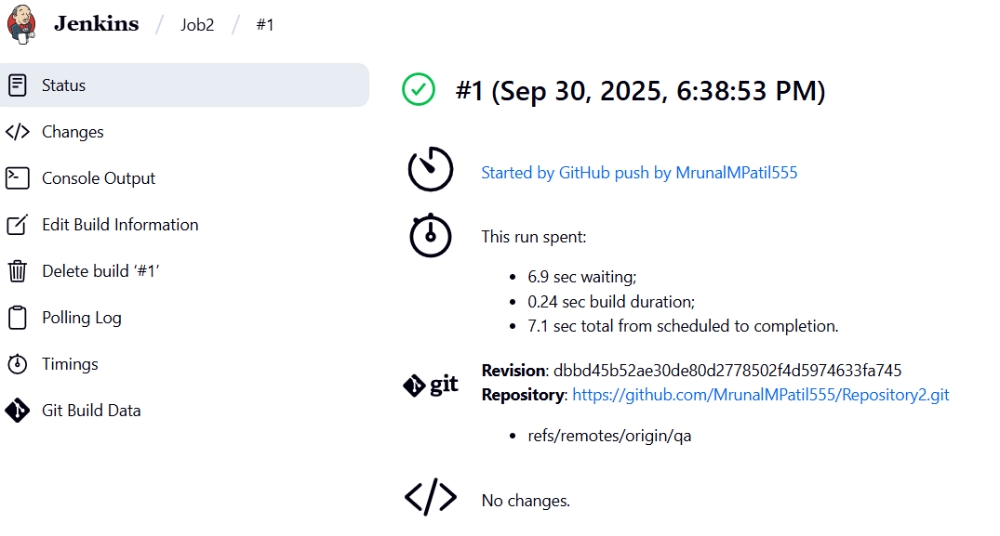 Jenkins / Job2 / #1
Status
Changes
Console Output
Edit Build Information
Delete build ‘#1’
Polling Log
Timings
Git Build Data
#1 (Sep 30, 2025, 6:38:53 PM)
Started by GitHub push by MrunalMPatil555
This run spent:
• 6.9 sec waiting;
• 0.24 sec build duration;
• 7.1 sec total from scheduled to completion.
git
Revision: dbbd45b52ae30de80d2778502f4d5974633fa745
Repository: https://github.com/MrunalMPatil555/Repository2.git
• refs/remotes/origin/qa
No changes.